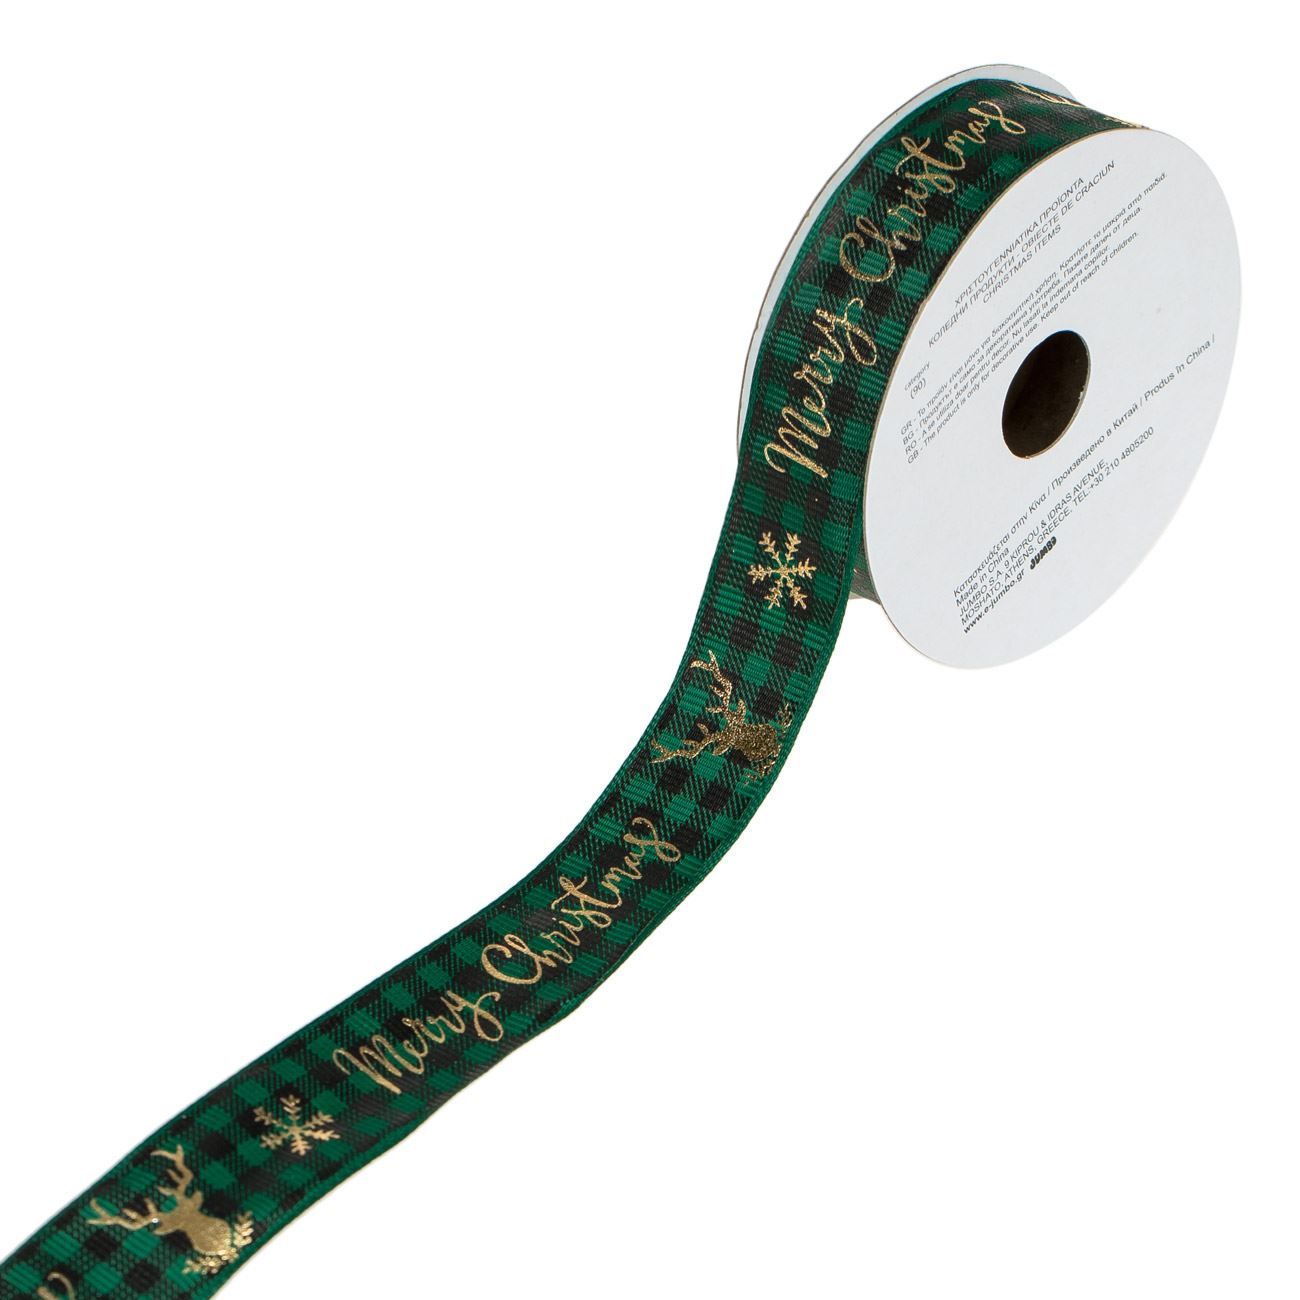 Merry Christmas
Merry Christmas
ΧΡΙΣΤΟΥΓΕΝΝΙΑΤΙΚΑ ΠΡΟΪΟΝΤΑ
КОЛЕДНИ ПРОДУКТИ - OBIECTE DE CRACIUN
CHRISTMAS ITEMS
category
(90)
GR - Το προϊόν είναι μόνο για διακοσμητική χρήση. Κρατήστε το μακριά από παιδιά.
BG - Продуктът е само за декоративна употреба. Пазете далеч от деца.
RO - A se utiliza doar pentru decor. Nu lasati la indemana copiilor.
GB - The product is only for decorative use. Keep out of reach of children.
Κατασκευάζεται στην Κίνα / Произведено в Китай / Produs în China /
Made in China
JUMBO S.A. 9 KIPROU & IDRAS AVENUE,
MOSHATO, ATHENS, GREECE. TEL:+30 210 4805200
www.e-jumbo.gr JUMBO